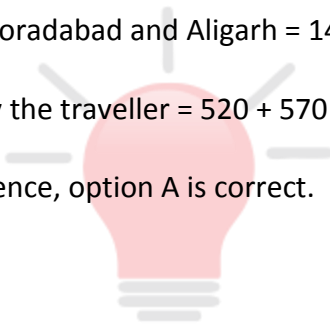 oradabad and Aligarh = 14
the traveller = 520 + 570
ence, option A is correct.